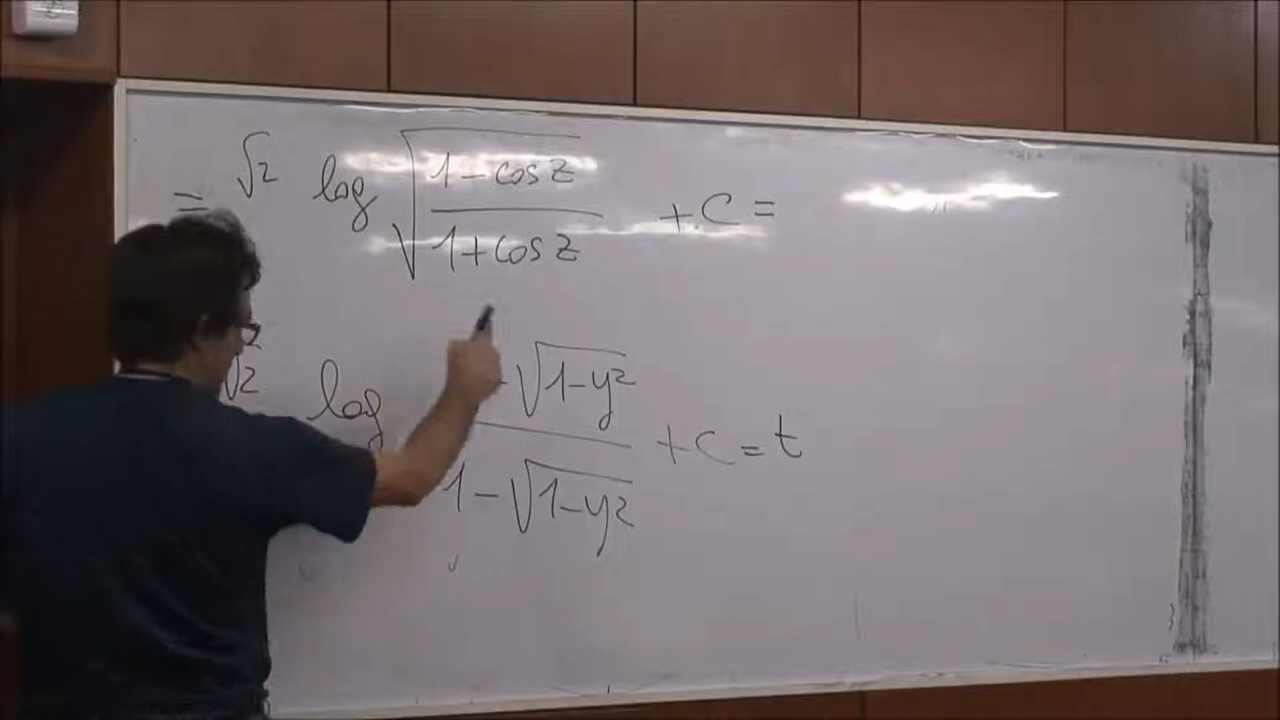 = √2 log √((1-cos z)/(1+cos z)) + C =
√2 log (-√(1-y²))/(1-√(1-y²)) + C = t